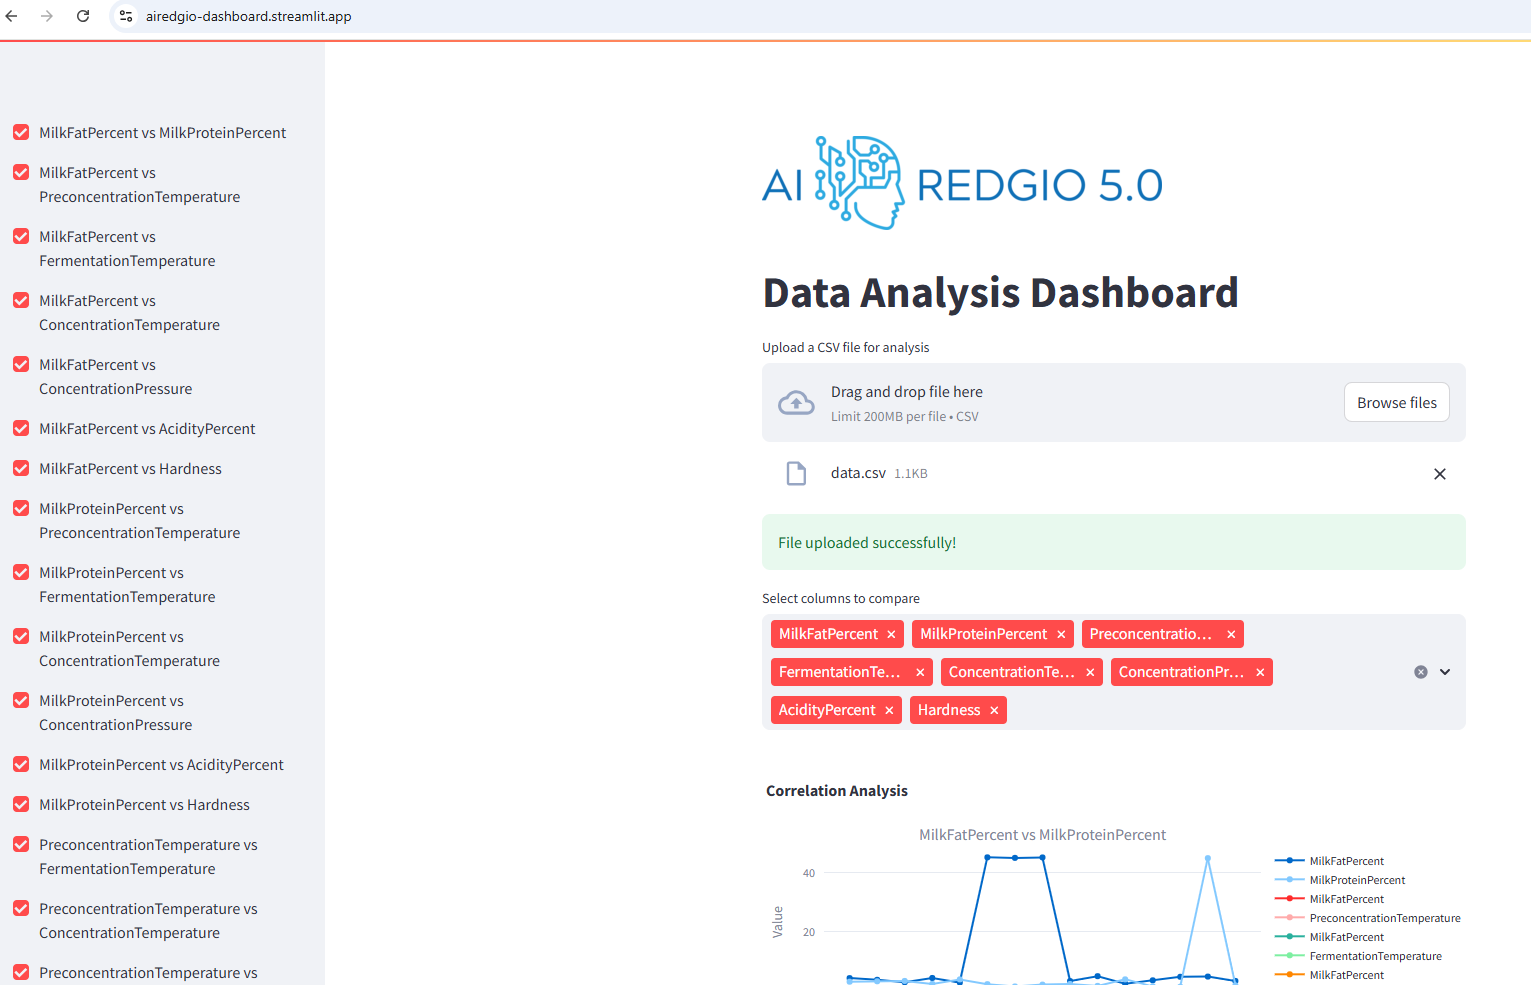 airedgio-dashboard.streamlit.app
MilkFatPercent vs MilkProteinPercent
MilkFatPercent vs
PreconcentrationTemperature
MilkFatPercent vs
FermentationTemperature
MilkFatPercent vs
ConcentrationTemperature
MilkFatPercent vs
ConcentrationPressure
MilkFatPercent vs AcidityPercent
MilkFatPercent vs Hardness
MilkProteinPercent vs
PreconcentrationTemperature
MilkProteinPercent vs
FermentationTemperature
MilkProteinPercent vs
ConcentrationTemperature
MilkProteinPercent vs
ConcentrationPressure
MilkProteinPercent vs AcidityPercent
MilkProteinPercent vs Hardness
PreconcentrationTemperature vs
FermentationTemperature
PreconcentrationTemperature vs
ConcentrationTemperature
PreconcentrationTemperature vs
AI REDGIO 5.0
Data Analysis Dashboard
Upload a CSV file for analysis
Drag and drop file here
Limit 200MB per file • CSV
Browse files
data.csv 1.1KB
File uploaded successfully!
Select columns to compare
MilkFatPercent MilkProteinPercent Preconcentratio...
FermentationTe... ConcentrationTe... ConcentrationPr...
AcidityPercent Hardness
Correlation Analysis
MilkFatPercent vs MilkProteinPercent
40
20
Value
MilkFatPercent
MilkProteinPercent
MilkFatPercent
PreconcentrationTemperature
MilkFatPercent
FermentationTemperature
MilkFatPercent